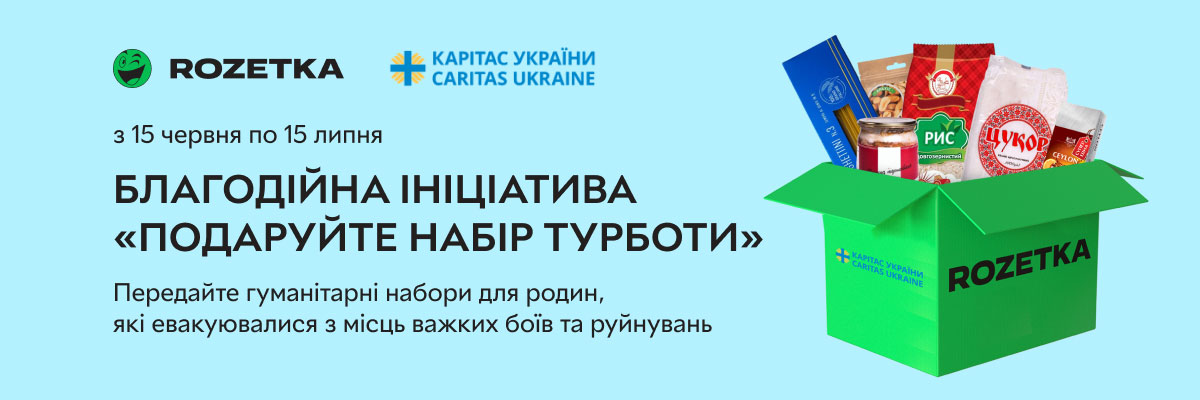 ROZETKA
КАРІТАС УКРАЇНИ
CARITAS UKRAINE
з 15 червня по 15 липня
БЛАГОДІЙНА ІНІЦІАТИВА
«ПОДАРУЙТЕ НАБІР ТУРБОТИ»
Передайте гуманітарні набори для родин,
які евакуювалися з місць важких боїв та руйнувань
РИС
довгозернистий
ЦУКОР
CEYLON
КАРІТАС УКРАЇНИ
CARITAS UKRAINE
ROZETKA